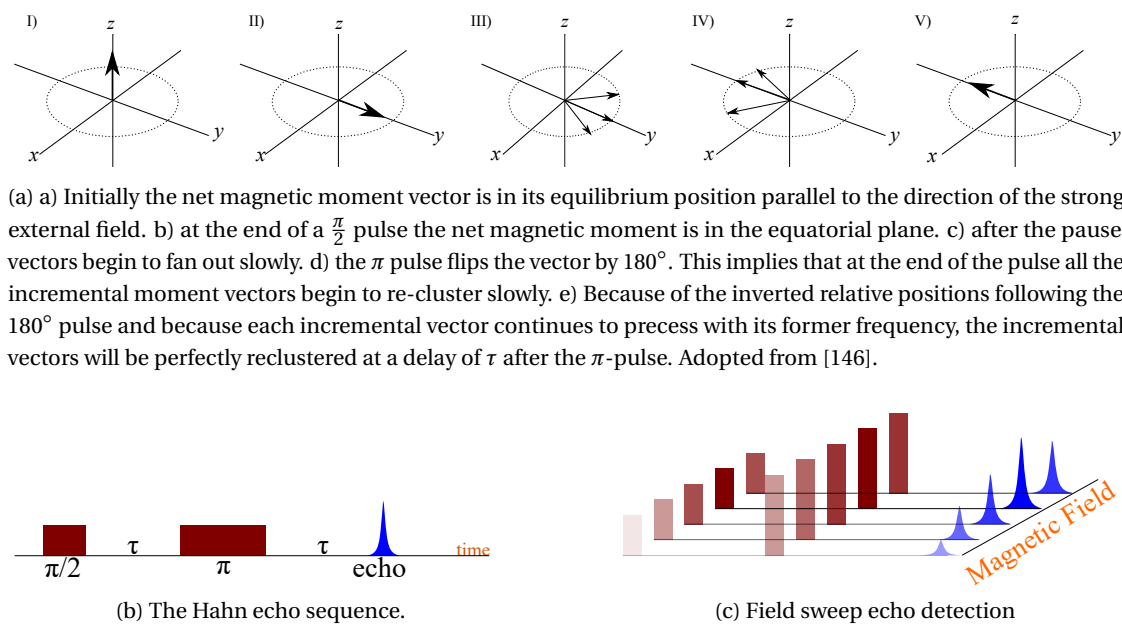 I)
z
y
x
II)
z
y
x
III)
z
y
x
IV)
z
y
x
V)
z
y
x
(a) a) Initially the net magnetic moment vector is in its equilibrium position parallel to the direction of the strong
external field. b) at the end of a π/2 pulse the net magnetic moment is in the equatorial plane. c) after the pause
vectors begin to fan out slowly. d) the π pulse flips the vector by 180°. This implies that at the end of the pulse all the
incremental moment vectors begin to re-cluster slowly. e) Because of the inverted relative positions following the
180° pulse and because each incremental vector continues to precess with its former frequency, the incremental
vectors will be perfectly reclustered at a delay of τ after the π-pulse. Adopted from [146].
τ
τ
time
π/2
π
echo
(b) The Hahn echo sequence.
Magnetic Field
(c) Field sweep echo detection